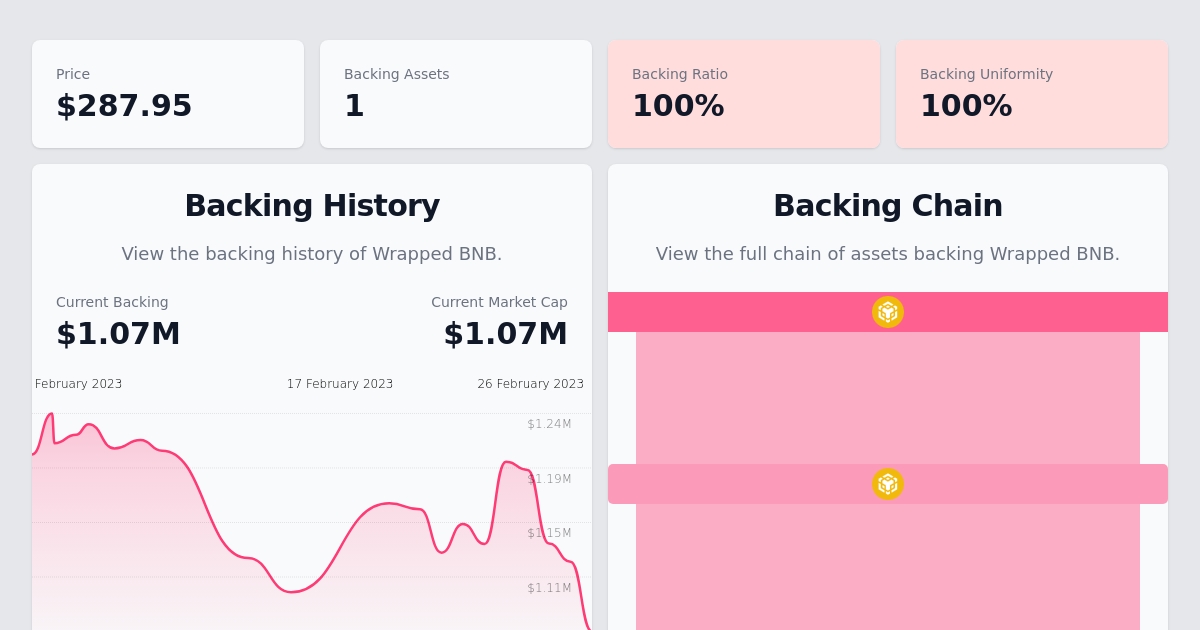 Price
$287.95
Backing Assets
1
Backing Ratio
100%
Backing Uniformity
100%
Backing History
View the backing history of Wrapped BNB.
Current Backing
$1.07M
Current Market Cap
$1.07M
February 2023
17 February 2023
26 February 2023
$1.24M
$1.19M
$1.15M
$1.11M
Backing Chain
View the full chain of assets backing Wrapped BNB.